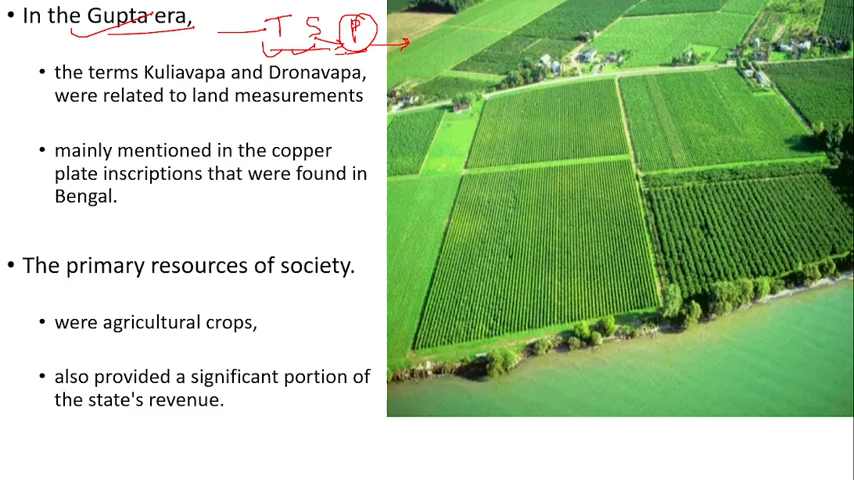 • In the Gupta era,
T S P
• the terms Kuliavapa and Dronavapa,
were related to land measurements
• mainly mentioned in the copper
plate inscriptions that were found in
Bengal.
• The primary resources of society.
• were agricultural crops,
• also provided a significant portion of
the state's revenue.